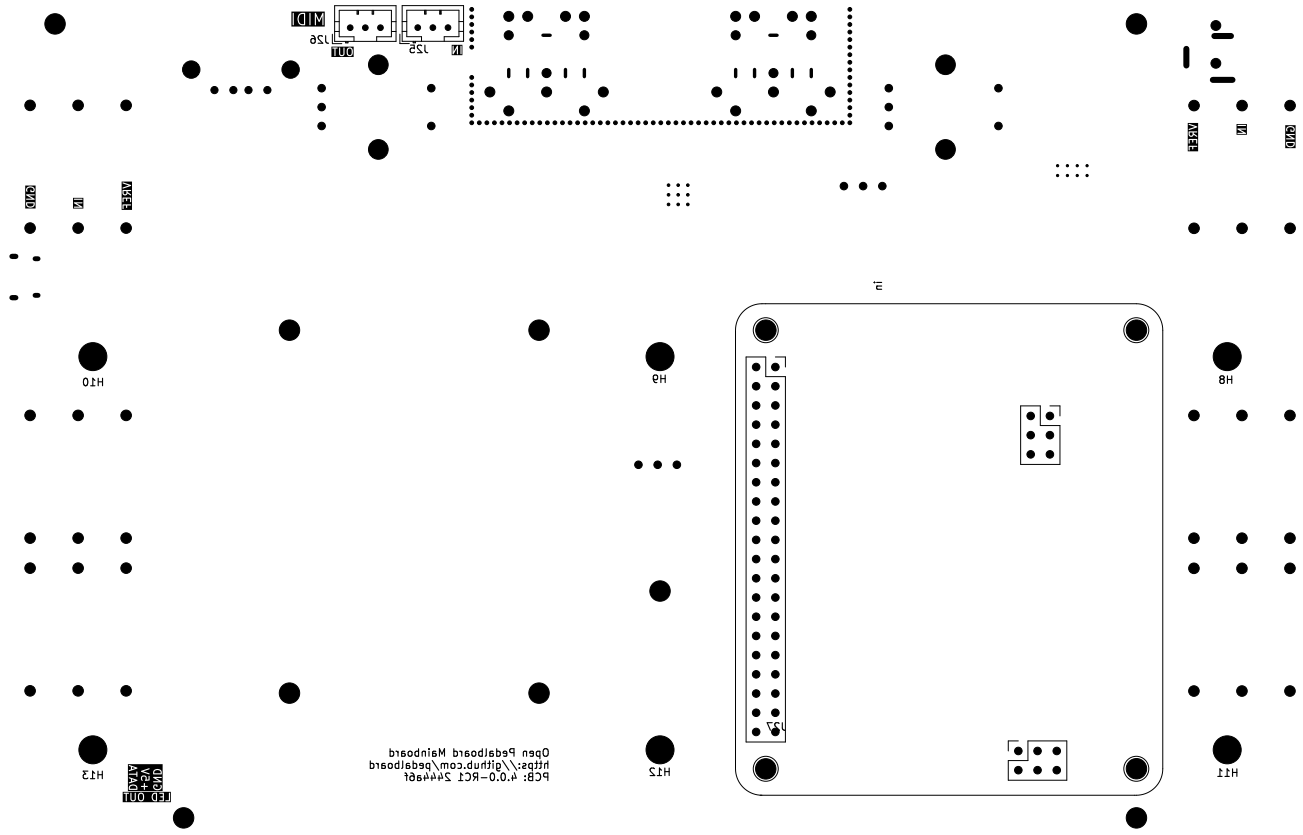 MIDI
J26
OUT
J25
IN
VREF
IN
GND
GND
IN
VREF
in
H10
H9
H8
J27
Open Pedalboard Mainboard
https://github.com/pedalboard
PCB: 4.0.0-RC1 2444a6f
H13
DATA
+5V
GND
LED OUT
H12
H11